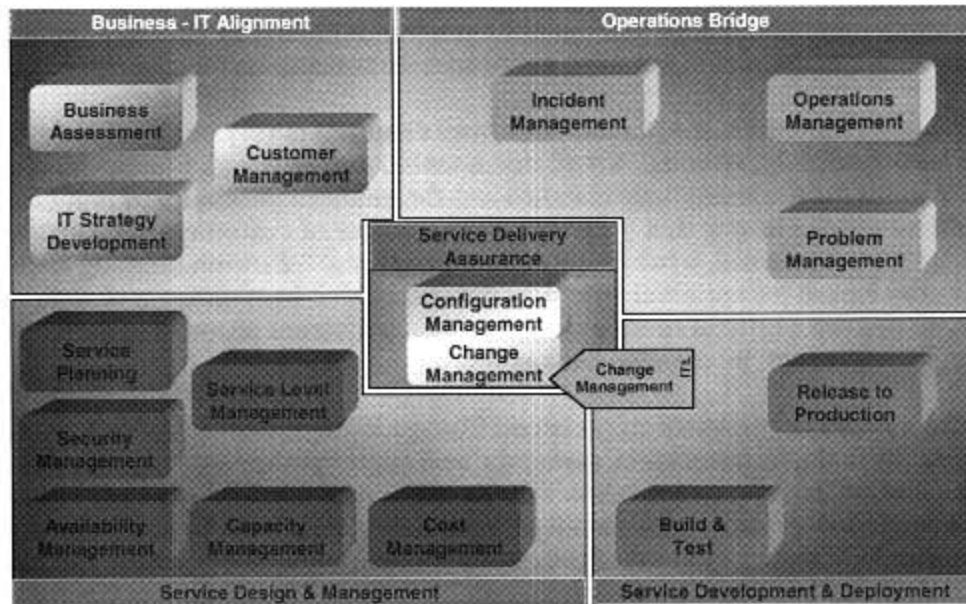 Business - IT Alignment
Business
Assessment
Customer
Management
IT Strategy
Development
Operations Bridge
Incident
Management
Operations
Management
Problem
Management
Service Delivery
Assurance
Configuration
Management
Change
Management
Change
Management
Service
Planning
Service Level
Management
Security
Management
Availability
Management
Capacity
Management
Cost
Management
Service Design & Management
Release to
Production
Build &
Test
Service Development & Deployment